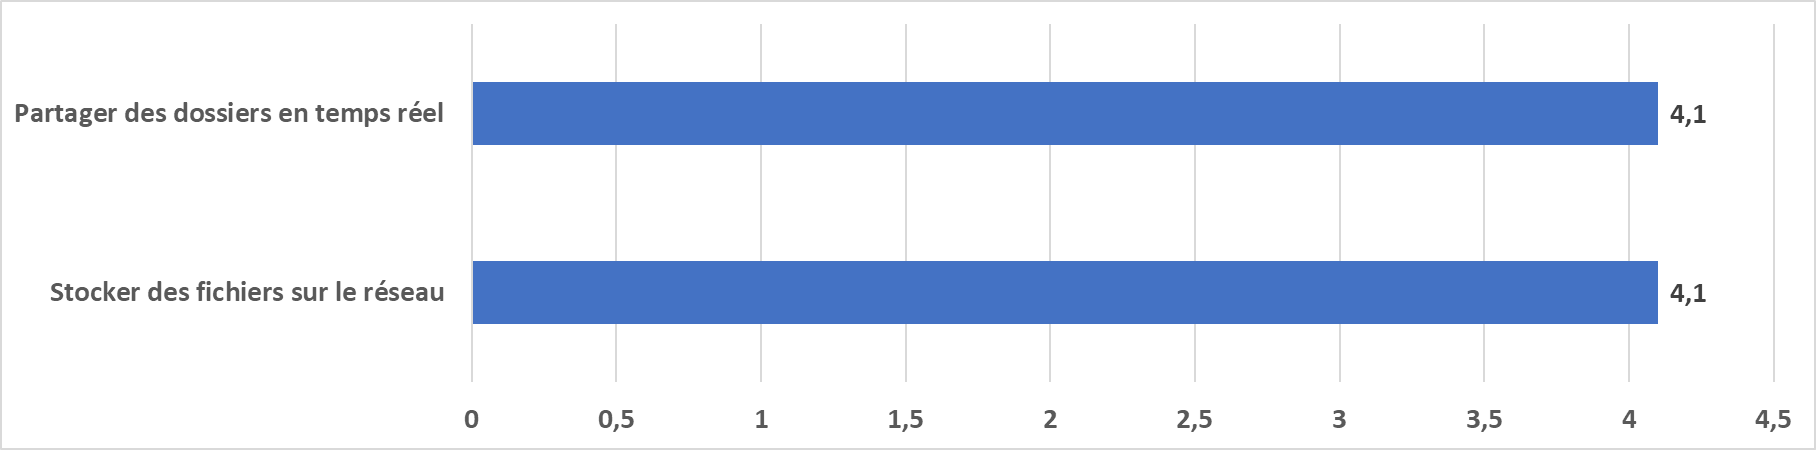 Partager des dossiers en temps réel
4,1
Stocker des fichiers sur le réseau
4,1
0 0,5 1 1,5 2 2,5 3 3,5 4 4,5